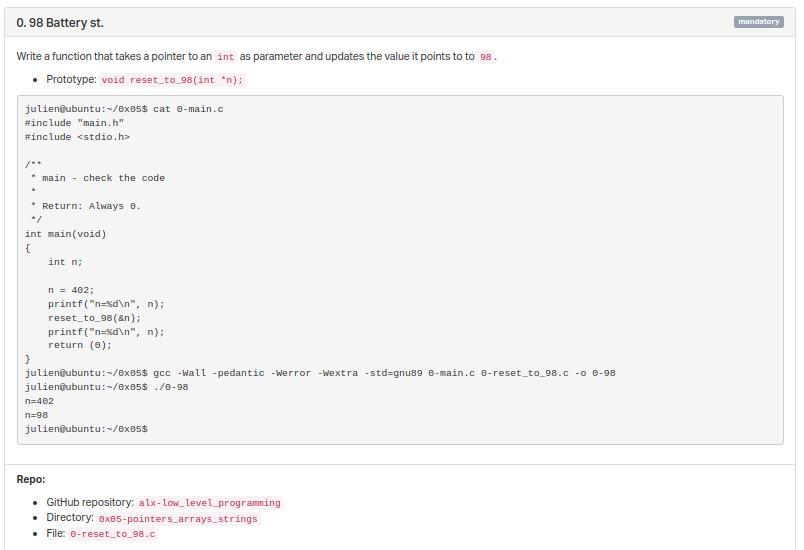 0. 98 Battery st.
mandatory
Write a function that takes a pointer to an int as parameter and updates the value it points to to 98 .
• Prototype: void reset_to_98(int *n);
julien@ubuntu:~/0x05$ cat 0-main.c
#include "main.h"
#include <stdio.h>
/**
 * main - check the code
 *
 * Return: Always 0.
 */
int main(void)
{
    int n;
    n = 402;
    printf("n=%d\n", n);
    reset_to_98(&n);
    printf("n=%d\n", n);
    return (0);
}
julien@ubuntu:~/0x05$ gcc -Wall -pedantic -Werror -Wextra -std=gnu89 0-main.c 0-reset_to_98.c -o 0-98
julien@ubuntu:~/0x05$ ./0-98
n=402
n=98
julien@ubuntu:~/0x05$
Repo:
• GitHub repository: alx-low_level_programming
• Directory: 0x05-pointers_arrays_strings
• File: 0-reset_to_98.c